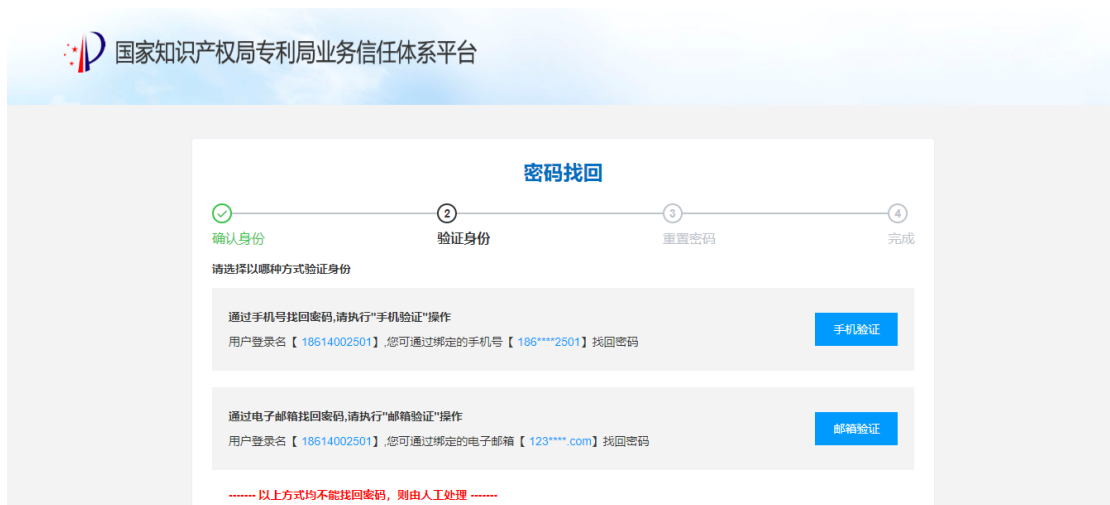 国家知识产权局专利局业务信任体系平台
密码找回
2
3
4
确认身份
验证身份
重置密码
完成
请选择以哪种方式验证身份
通过手机号找回密码,请执行"手机验证"操作
用户登录名【 18614002501】,您可通过绑定的手机号【 186****2501】找回密码
手机验证
通过电子邮箱找回密码,请执行"邮箱验证"操作
用户登录名【 18614002501】,您可通过绑定的电子邮箱【 123****.com】找回密码
邮箱验证
------- 以上方式均不能找回密码，则由人工处理 -------